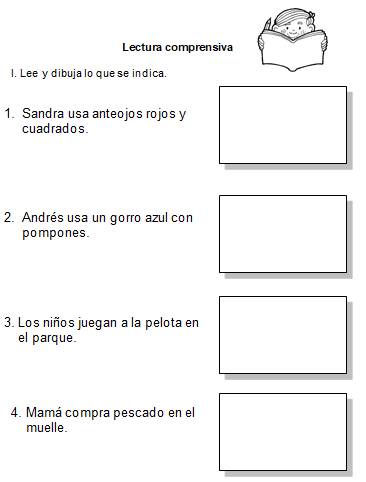 Lectura comprensiva
I. Lee y dibuja lo que se indica.
1. Sandra usa anteojos rojos y
cuadrados.
2. Andrés usa un gorro azul con
pompones.
3. Los niños juegan a la pelota en
el parque.
4. Mamá compra pescado en el
muelle.